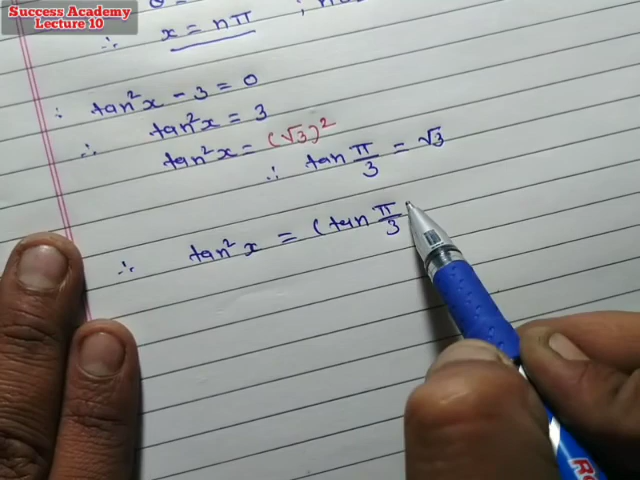 Success Academy
Lecture 10
∴ x = nπ ;
∴ tan²x - 3 = 0
∴ tan²x = 3
tan²x = (√3)²
∴ tan π/3 = √3
∴ tan²x = (tan π/3